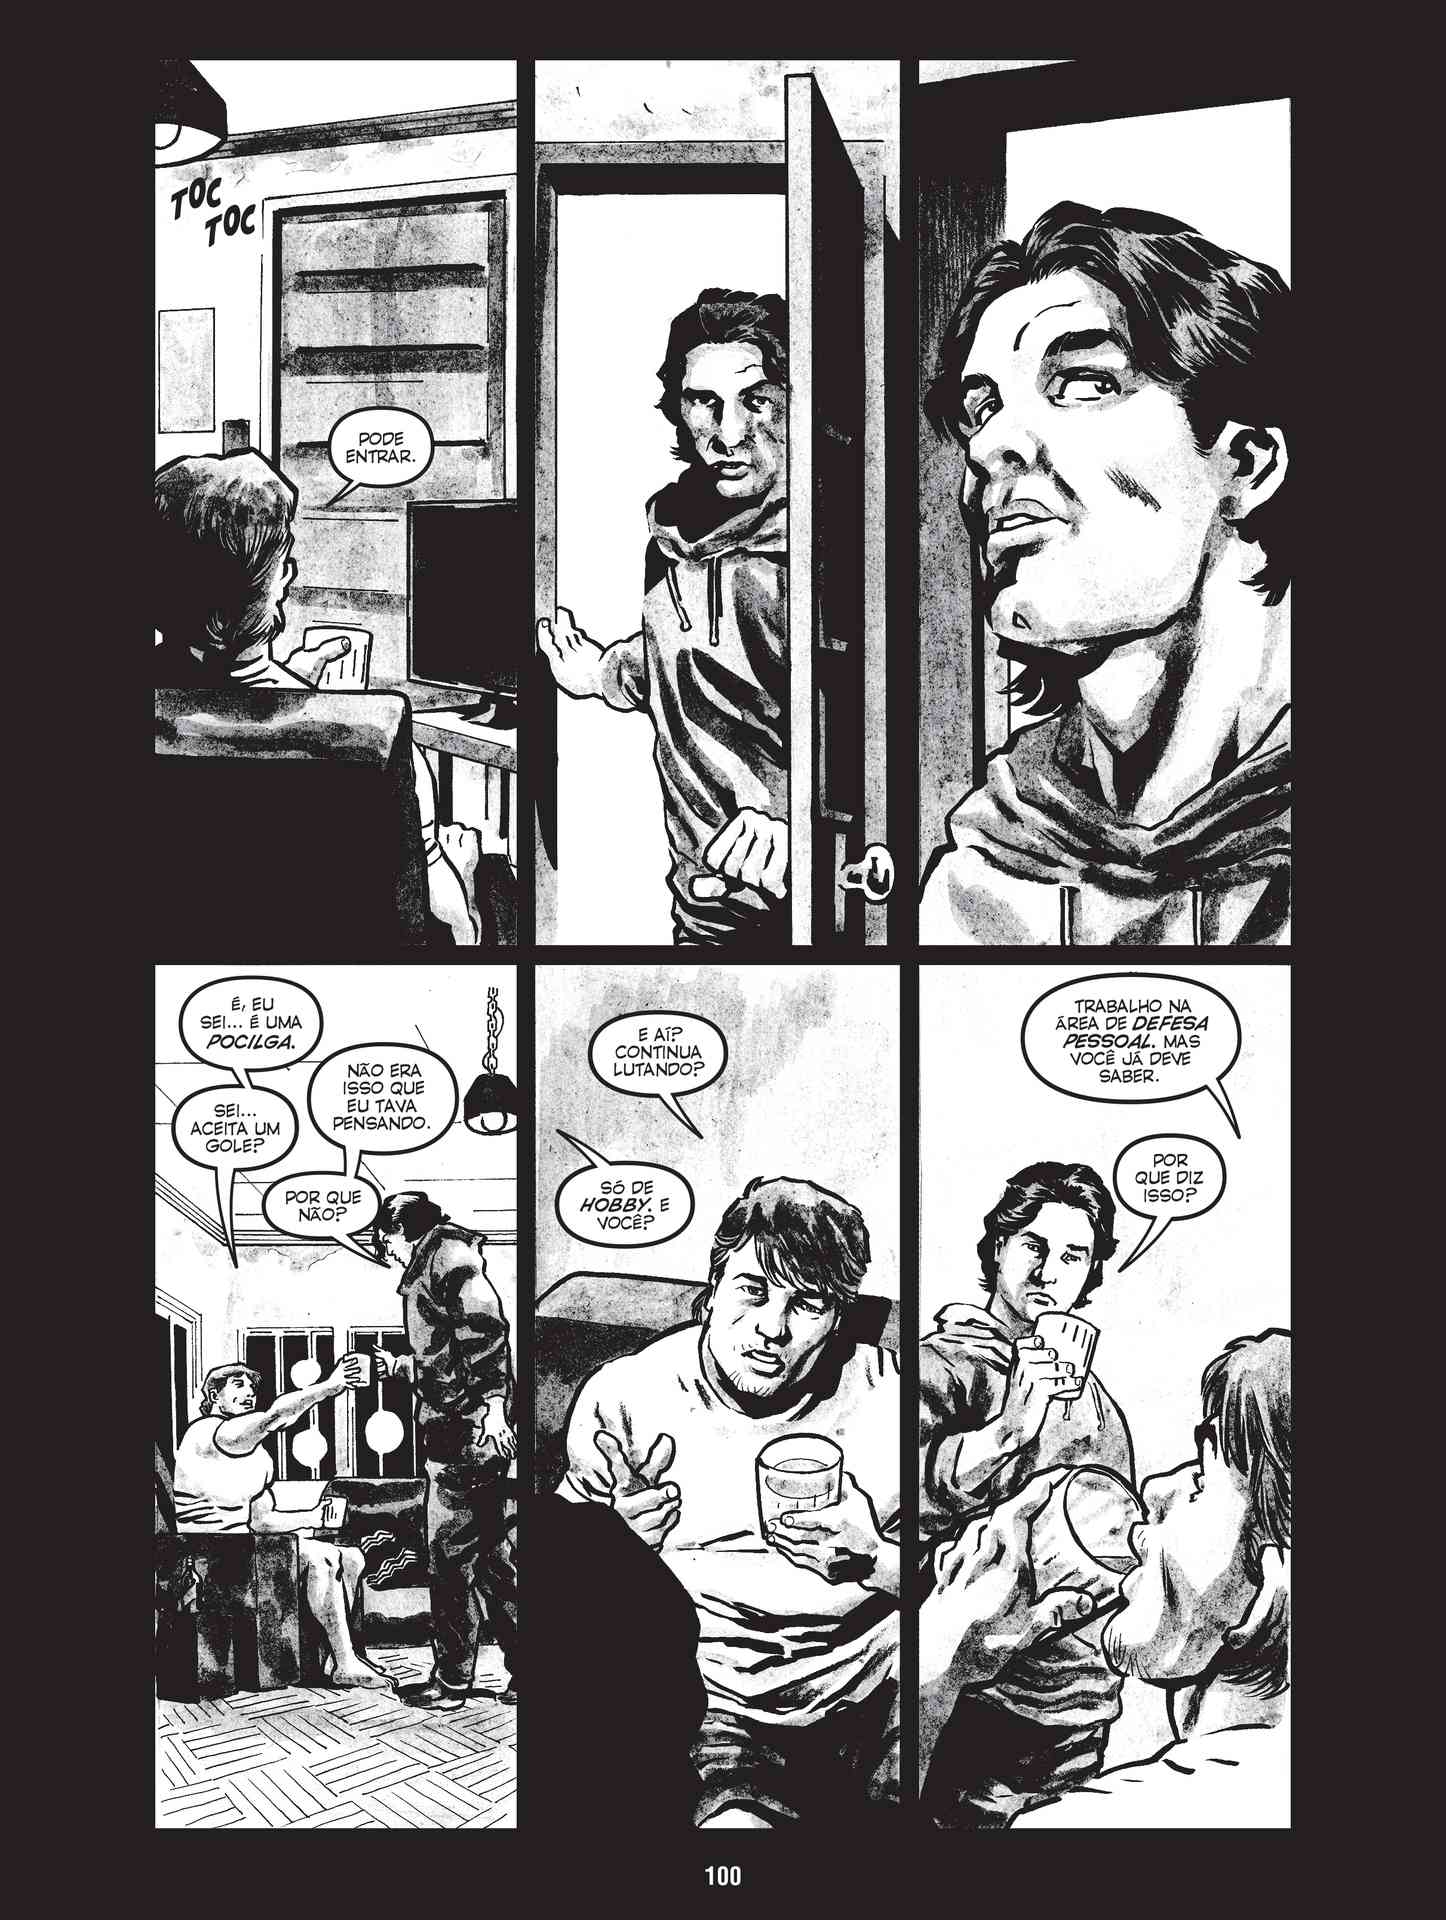 TOC
TOC
PODE
ENTRAR.
É, EU
SEI... É UMA
POCILGA.
NÃO ERA
ISSO QUE
EU TAVA
PENSANDO.
SEI...
ACEITA UM
GOLE?
POR QUE
NÃO?
E AÍ?
CONTINUA
LUTANDO?
SÓ DE
HOBBY. E
VOCÊ?
TRABALHO NA
ÁREA DE DEFESA
PESSOAL. MAS
VOCÊ JÁ DEVE
SABER.
POR
QUE DIZ
ISSO?
100